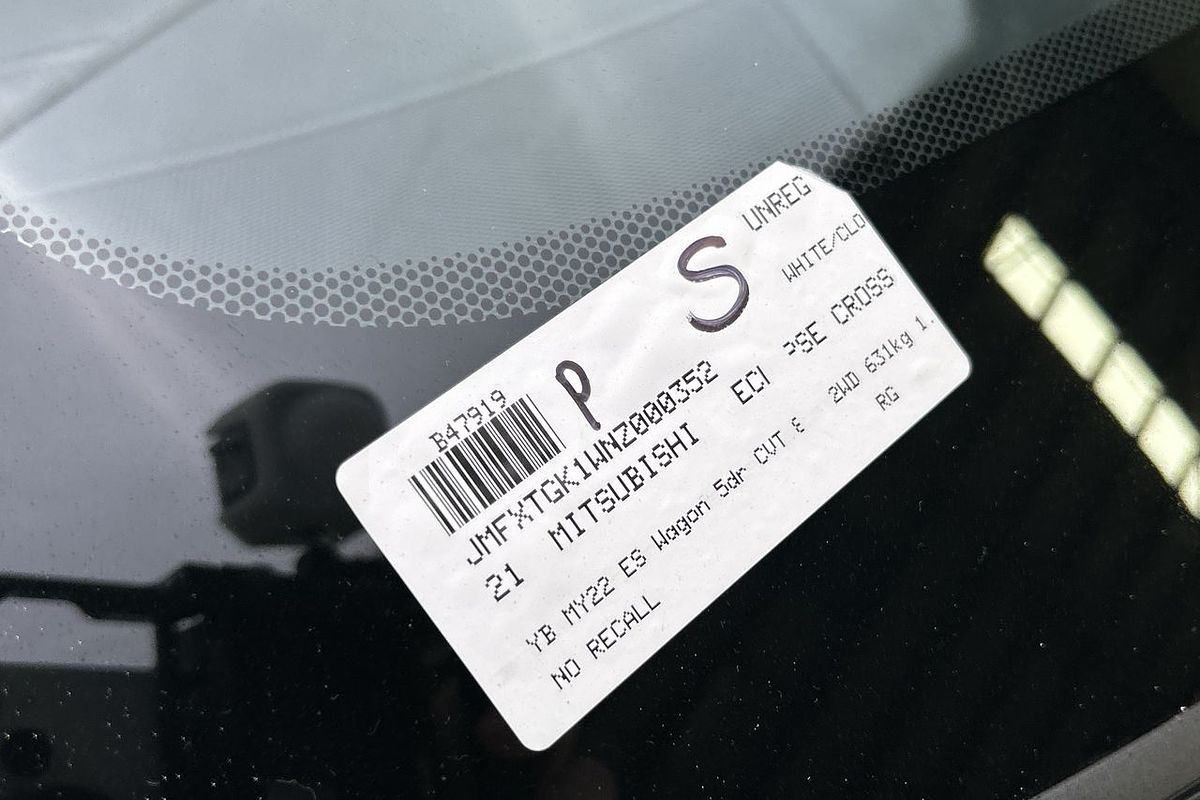 UNREG
S
WHITE/CLO
B47919
P
JMFXTGK1WNZ000352
21 MITSUBISHI ECI PSE CROSS
YB MY22 ES Wagon 5dr CVT 2WD 631kg 1.
NO RECALL RG